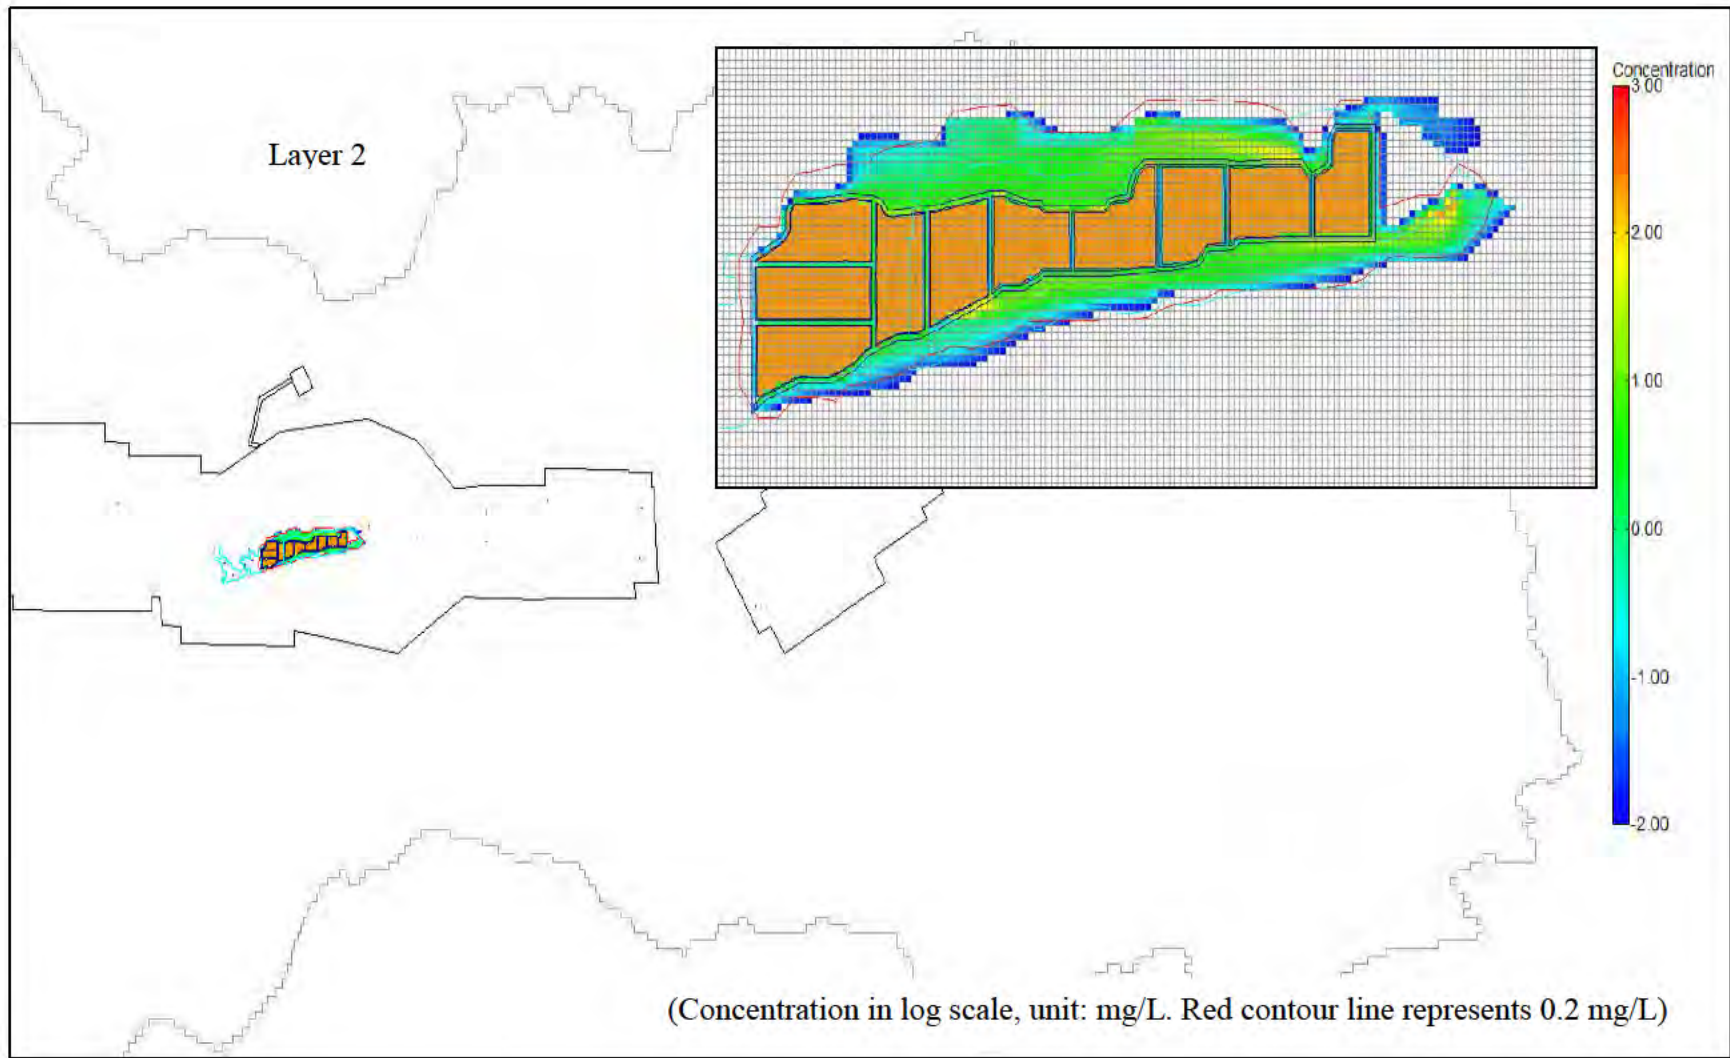 Layer 2
Concentration
3.00
2.00
1.00
0.00
-1.00
-2.00
(Concentration in log scale, unit: mg/L. Red contour line represents 0.2 mg/L)